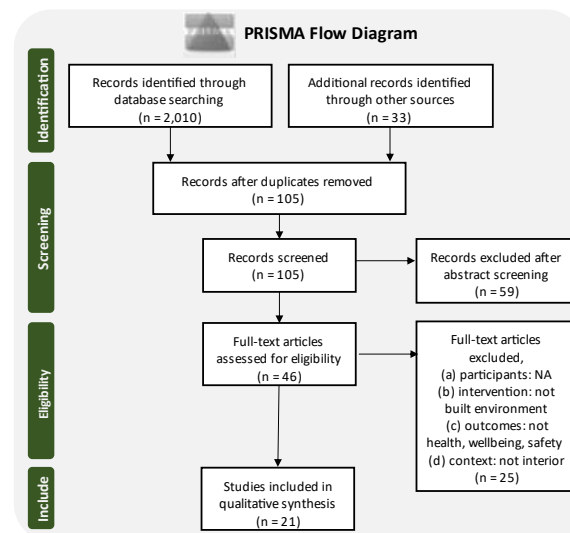 PRISMA Flow Diagram
Identification
Records identified through
database searching
(n = 2,010)
Additional records identified
through other sources
(n = 33)
Screening
Records after duplicates removed
(n = 105)
Records screened
(n = 105)
Records excluded after
abstract screening
(n = 59)
Eligibility
Full-text articles
assessed for eligibility
(n = 46)
Full-text articles
excluded,
(a) participants: NA
(b) intervention: not
built environment
(c) outcomes: not
health, wellbeing, safety
(d) context: not interior
(n = 25)
Include
Studies included in
qualitative synthesis
(n = 21)